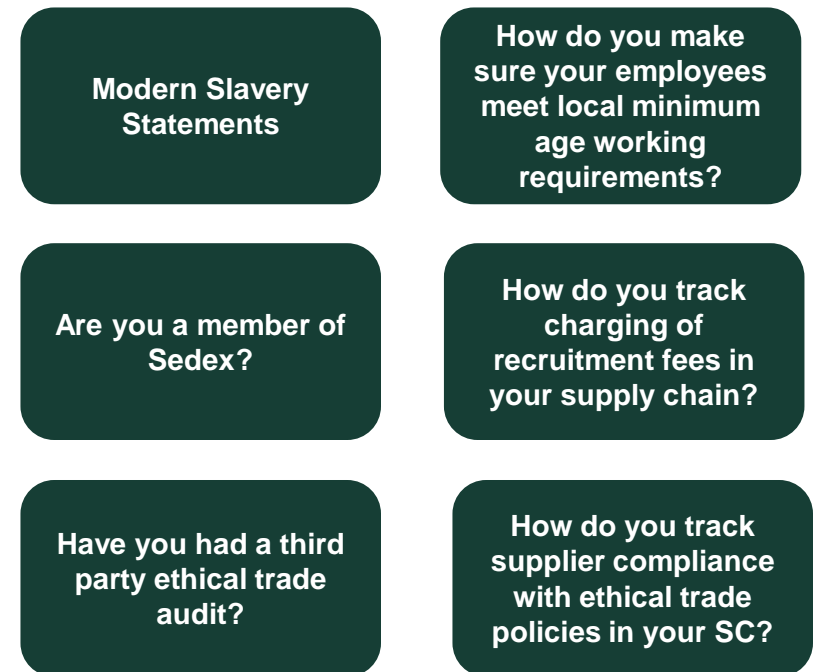 Modern Slavery
Statements
How do you make
sure your employees
meet local minimum
age working
requirements?
Are you a member of
Sedex?
How do you track
charging of
recruitment fees in
your supply chain?
Have you had a third
party ethical trade
audit?
How do you track
supplier compliance
with ethical trade
policies in your SC?